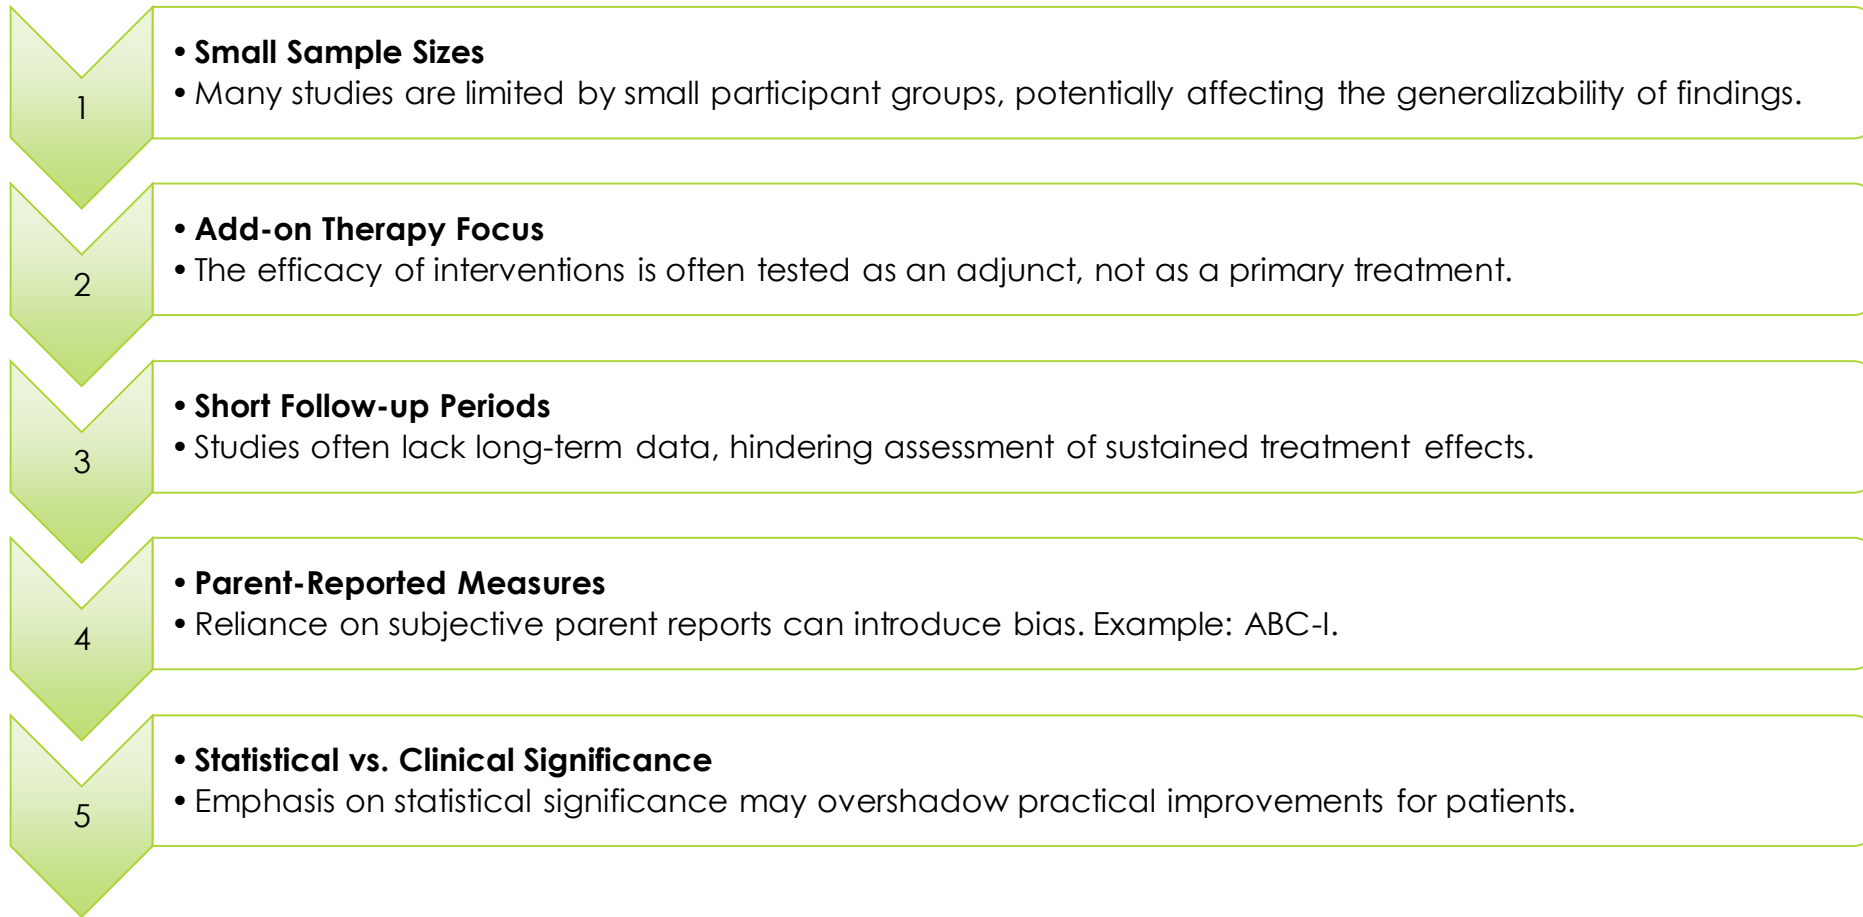 1
• Small Sample Sizes
• Many studies are limited by small participant groups, potentially affecting the generalizability of findings.
2
• Add-on Therapy Focus
• The efficacy of interventions is often tested as an adjunct, not as a primary treatment.
3
• Short Follow-up Periods
• Studies often lack long-term data, hindering assessment of sustained treatment effects.
4
• Parent-Reported Measures
• Reliance on subjective parent reports can introduce bias. Example: ABC-I.
5
• Statistical vs. Clinical Significance
• Emphasis on statistical significance may overshadow practical improvements for patients.